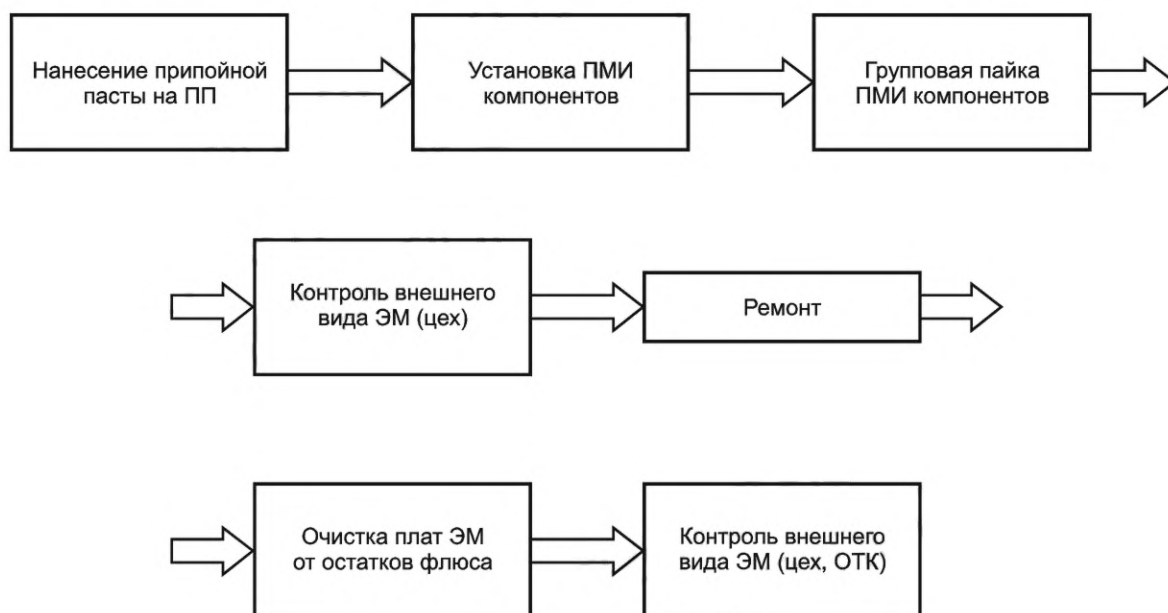 Нанесение припойной
пасты на ПП
Установка ПМИ
компонентов
Групповая пайка
ПМИ компонентов
Контроль внешнего
вида ЭМ (цех)
Ремонт
Очистка плат ЭМ
от остатков флюса
Контроль внешнего
вида ЭМ (цех, ОТК)